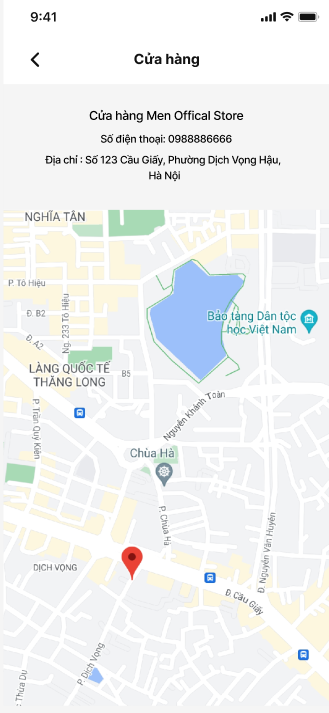 9:41
Cửa hàng
Cửa hàng Men Offical Store
Số điện thoại: 0988886666
Địa chỉ : Số 123 Cầu Giấy, Phường Dịch Vọng Hậu,
Hà Nội
NGHĨA TÂN
P. Tô Hiệu
Ng. 233 Tô Hiệu
Đ. B2
Đ. A2
Bảo tàng Dân tộc
học Việt Nam
LÀNG QUỐC TẾ
THĂNG LONG
B5
P. Trần Quý Kiên
Nguyễn Khánh Toàn
Chùa Hà
P. Chùa Hà
Đ. Nguyễn Văn Huyên
DỊCH VỌNG
Đ. Cầu Giấy
P. Dịch Vọng
Thừa Dụ